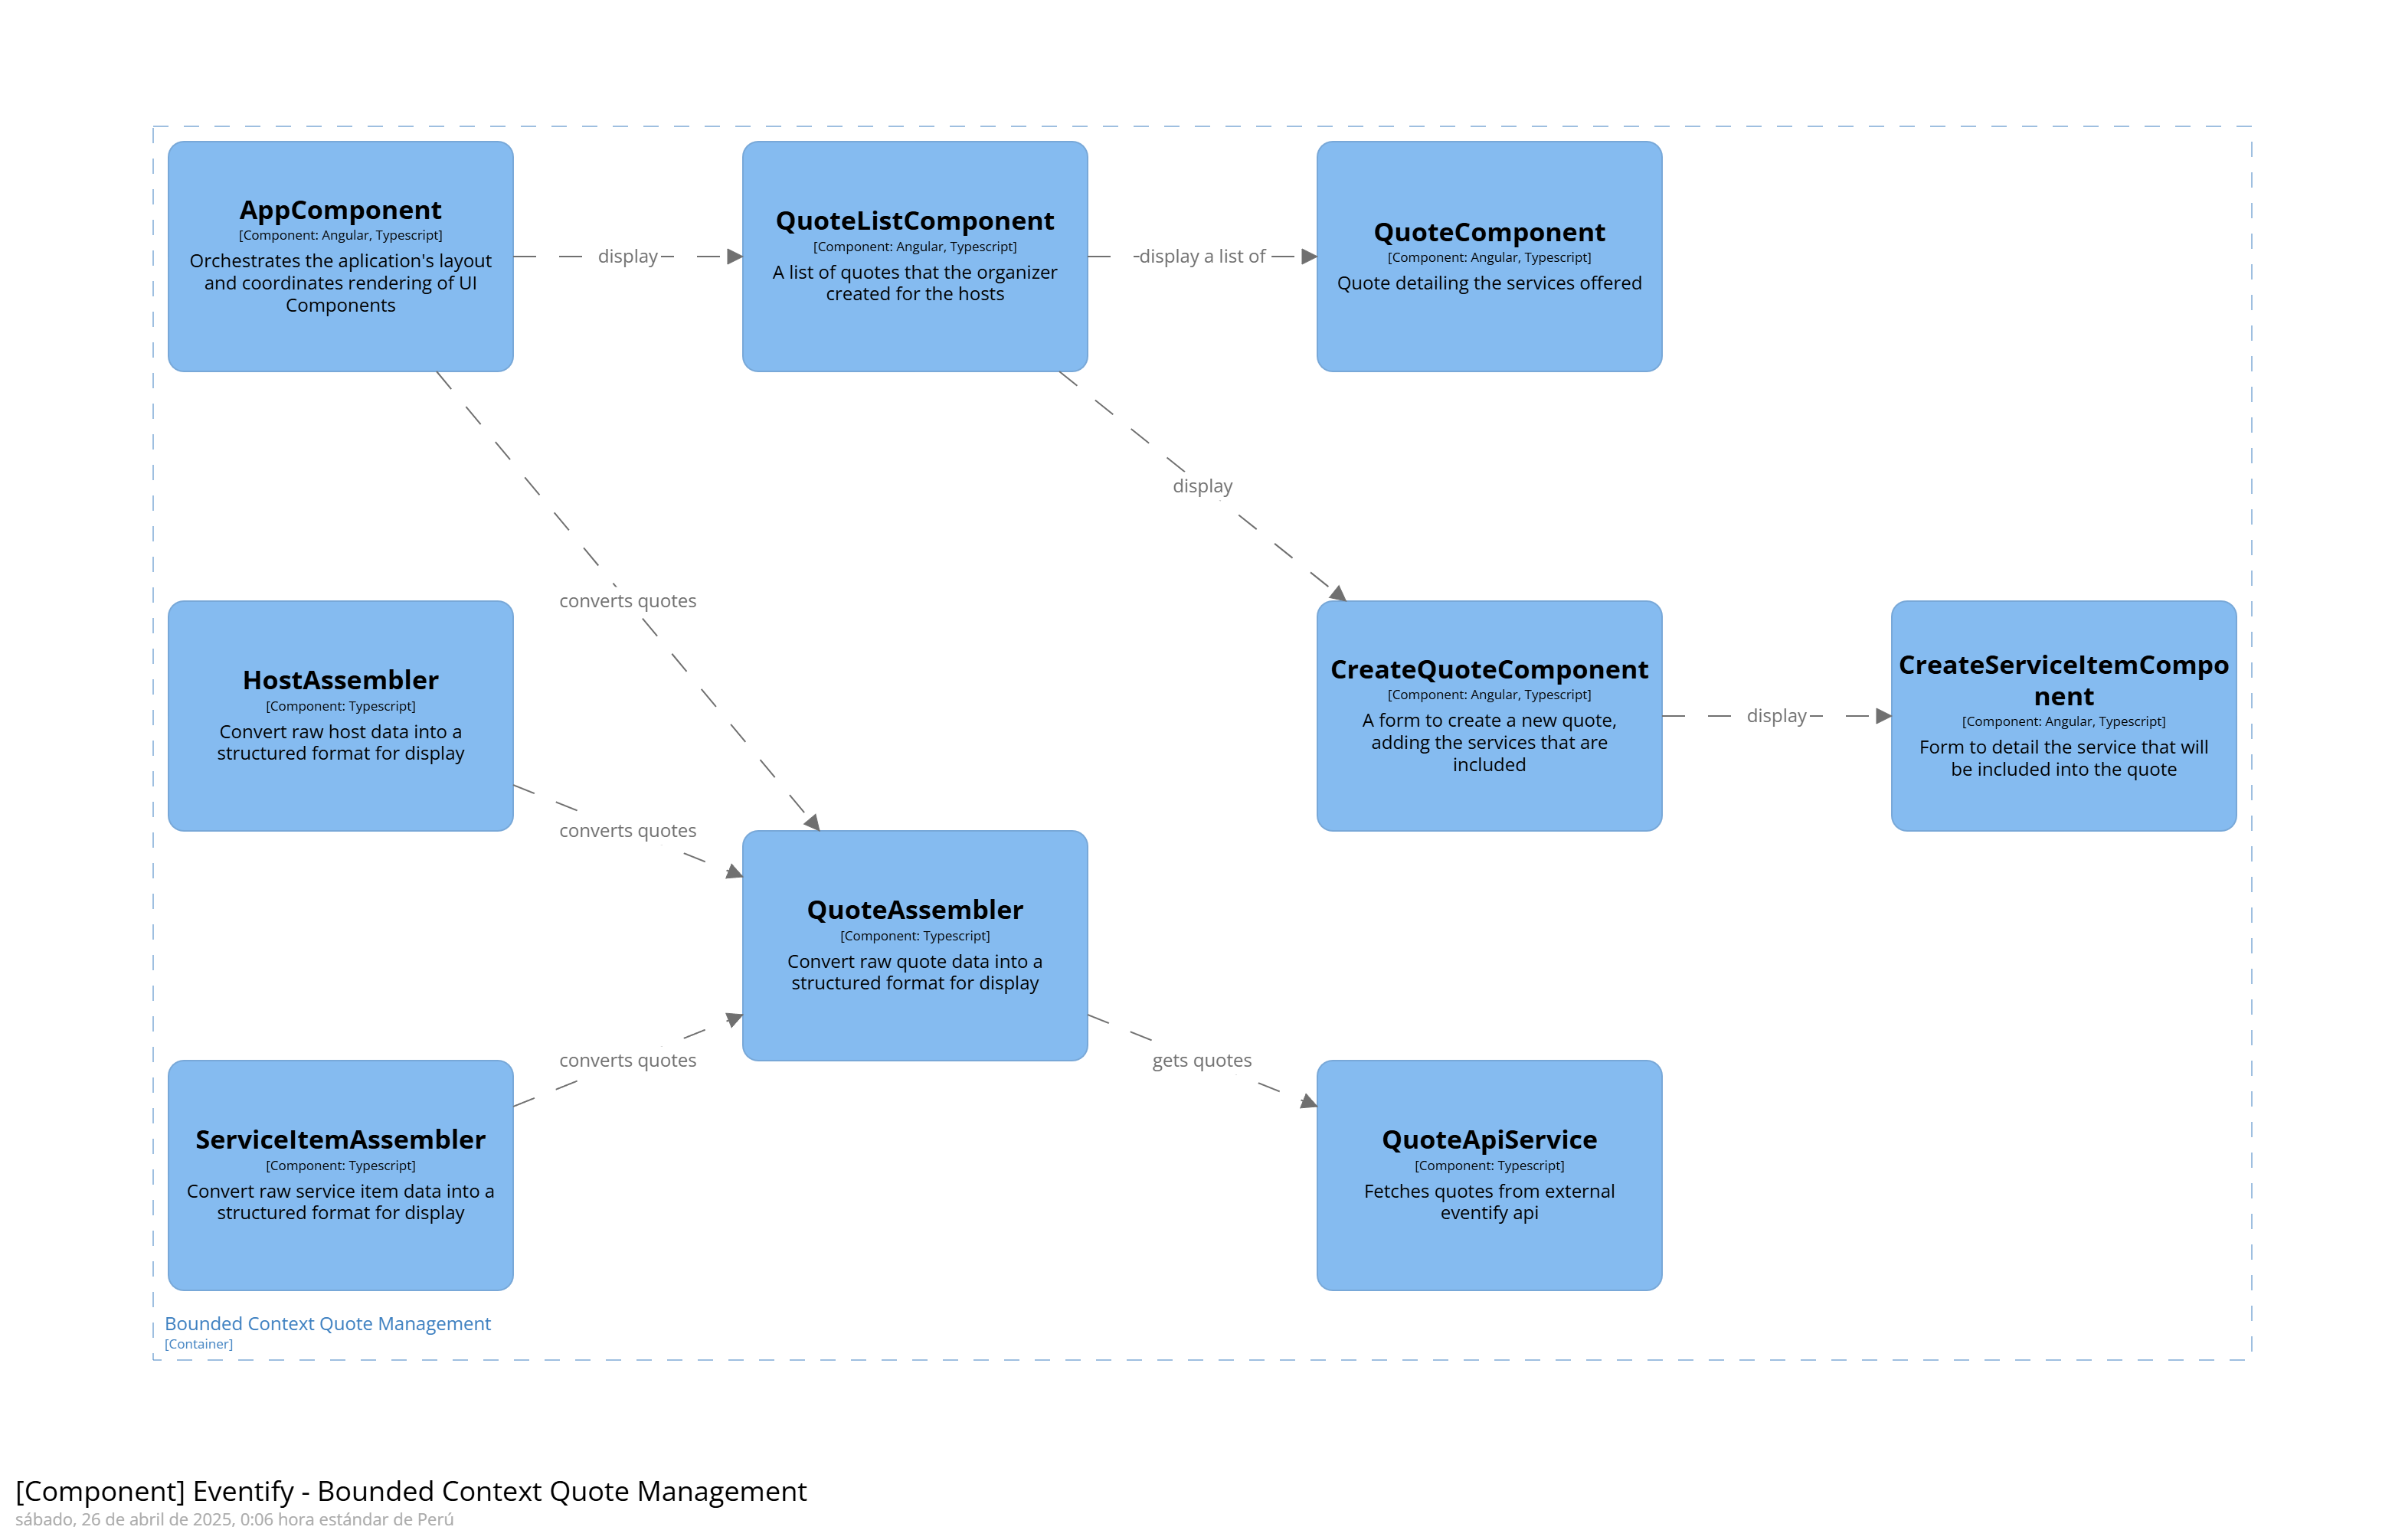 AppComponent
[Component: Angular, Typescript]
Orchestrates the aplication's layout
and coordinates rendering of UI
Components
display
QuoteListComponent
[Component: Angular, Typescript]
A list of quotes that the organizer
created for the hosts
display a list of
QuoteComponent
[Component: Angular, Typescript]
Quote detailing the services offered
display
converts quotes
HostAssembler
[Component: Typescript]
Convert raw host data into a
structured format for display
converts quotes
CreateQuoteComponent
[Component: Angular, Typescript]
A form to create a new quote,
adding the services that are
included
display
CreateServiceItemCompo
nent
[Component: Angular, Typescript]
Form to detail the service that will
be included into the quote
QuoteAssembler
[Component: Typescript]
Convert raw quote data into a
structured format for display
converts quotes
gets quotes
ServiceItemAssembler
[Component: Typescript]
Convert raw service item data into a
structured format for display
QuoteApiService
[Component: Typescript]
Fetches quotes from external
eventify api
Bounded Context Quote Management
[Container]
[Component] Eventify - Bounded Context Quote Management
sábado, 26 de abril de 2025, 0:06 hora estándar de Perú